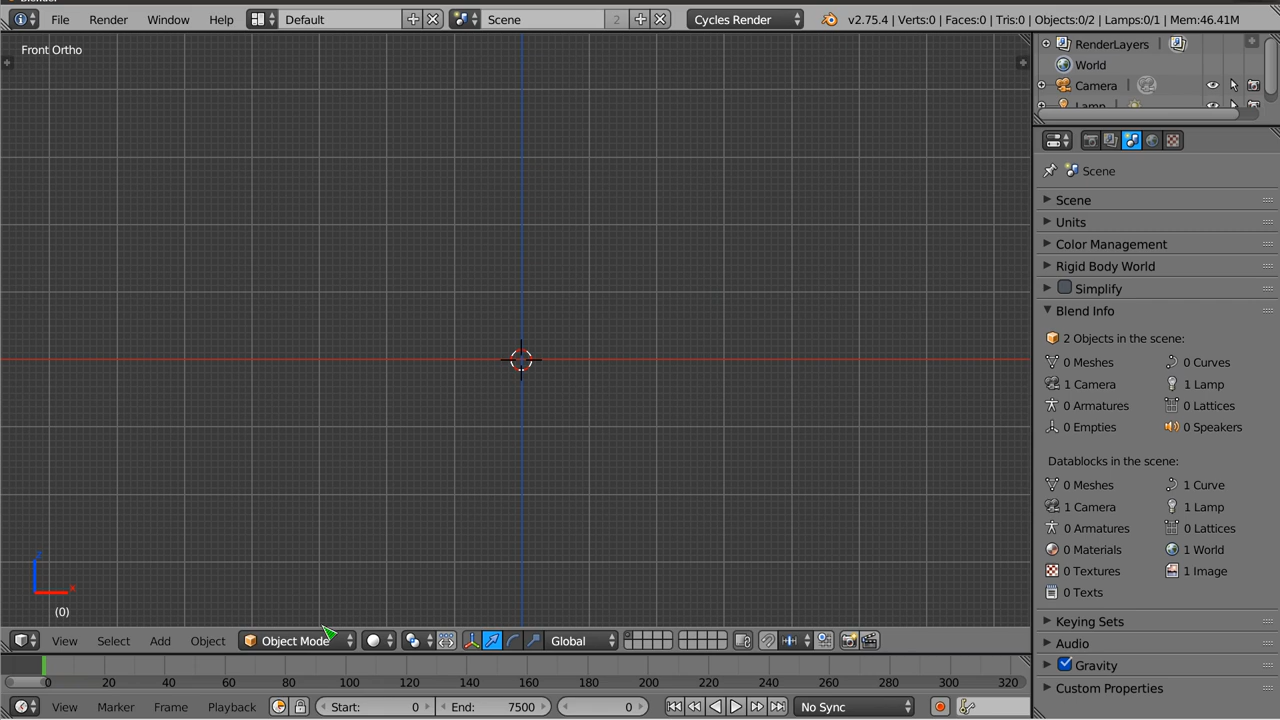 File Render Window Help Default Scene 2 Cycles Render v2.75.4 | Verts:0 | Faces:0 | Tris:0 | Objects:0/2 | Lamps:0/1 | Mem:46.41M
Front Ortho
RenderLayers |
World
Camera
Lamp
Scene
Scene
Units
Color Management
Rigid Body World
Simplify
Blend Info
2 Objects in the scene:
0 Meshes 0 Curves
1 Camera 1 Lamp
0 Armatures 0 Lattices
0 Empties 0 Speakers
Datablocks in the scene:
0 Meshes 1 Curve
1 Camera 1 Lamp
0 Armatures 0 Lattices
0 Materials 1 World
0 Textures 1 Image
0 Texts
Keying Sets
Audio
Gravity
Custom Properties
z
x
(0)
View Select Add Object Object Mode Global
0 20 40 60 80 100 120 140 160 180 200 220 240 260 280 300 320
View Marker Frame Playback Start: 0 End: 7500 0 No Sync